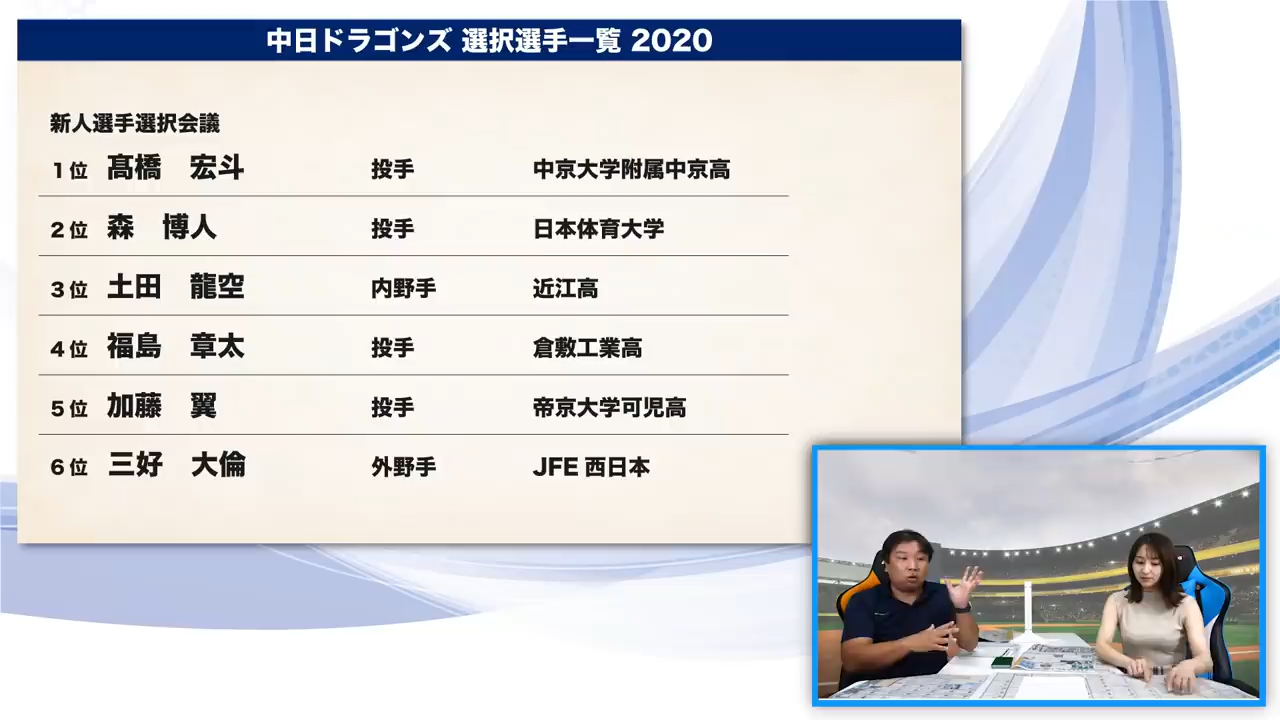 中日ドラゴンズ 選択選手一覧 2020
新人選手選択会議
1位 髙橋 宏斗 投手 中京大学附属中京高
2位 森 博人 投手 日本体育大学
3位 土田 龍空 内野手 近江高
4位 福島 章太 投手 倉敷工業高
5位 加藤 翼 投手 帝京大学可児高
6位 三好 大倫 外野手 JFE 西日本